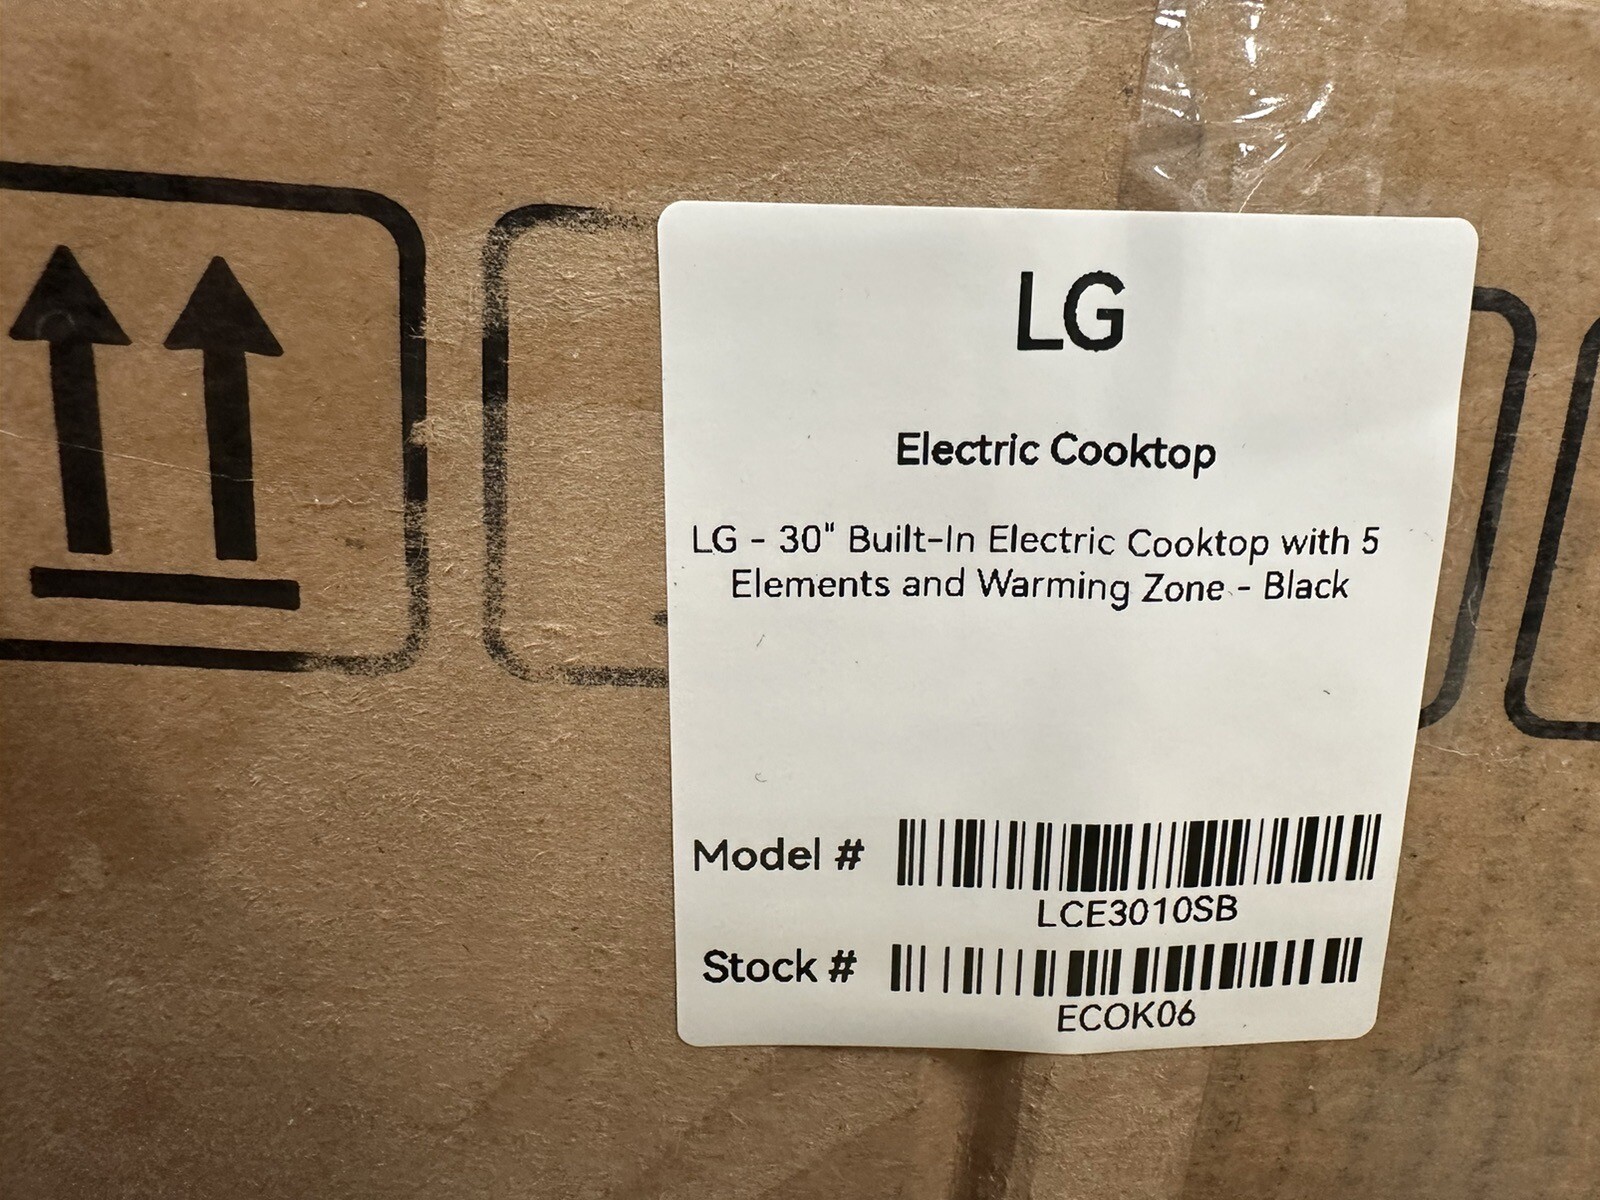 LG
Electric Cooktop
LG - 30" Built-In Electric Cooktop with 5
Elements and Warming Zone - Black
Model #
LCE3010SB
Stock #
ECOK06